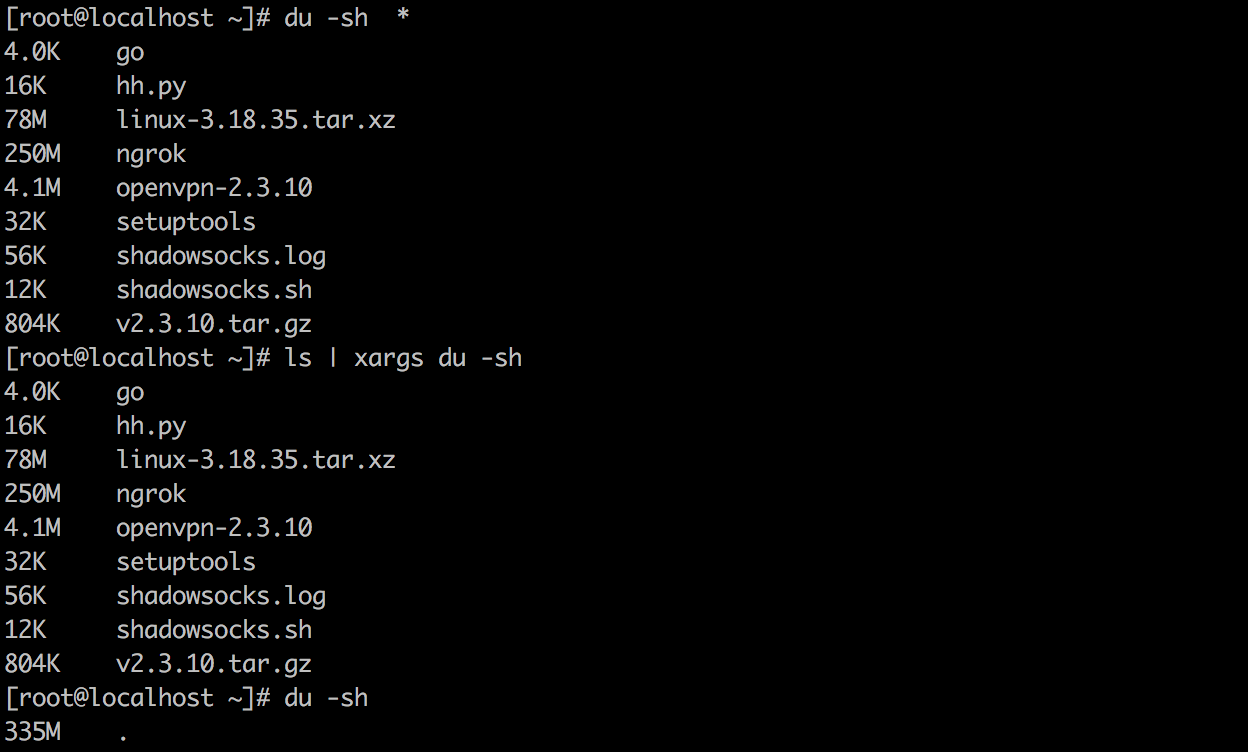 [root@localhost ~]# du -sh  *
4.0K    go
16K     hh.py
78M     linux-3.18.35.tar.xz
250M    ngrok
4.1M    openvpn-2.3.10
32K     setuptools
56K     shadowsocks.log
12K     shadowsocks.sh
804K    v2.3.10.tar.gz
[root@localhost ~]# ls | xargs du -sh
4.0K    go
16K     hh.py
78M     linux-3.18.35.tar.xz
250M    ngrok
4.1M    openvpn-2.3.10
32K     setuptools
56K     shadowsocks.log
12K     shadowsocks.sh
804K    v2.3.10.tar.gz
[root@localhost ~]# du -sh
335M    .